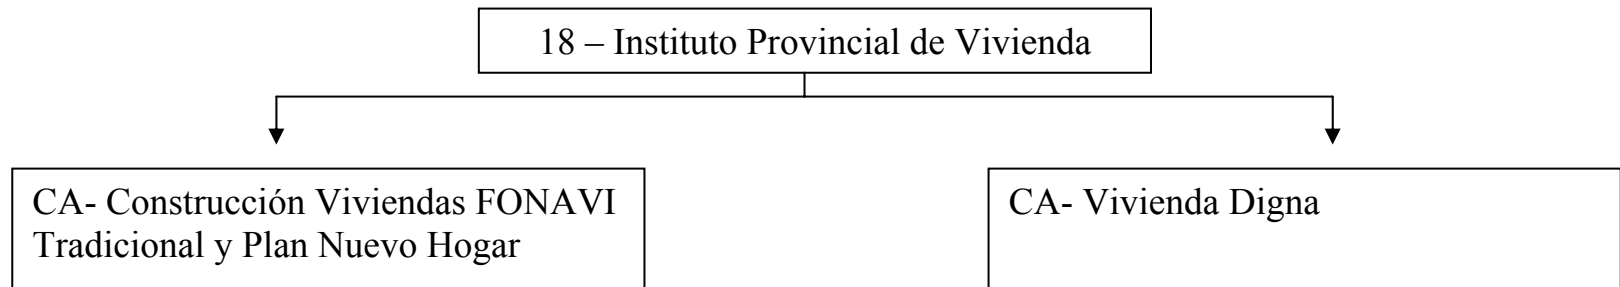 18 – Instituto Provincial de Vivienda
CA- Construcción Viviendas FONAVI
Tradicional y Plan Nuevo Hogar
CA- Vivienda Digna